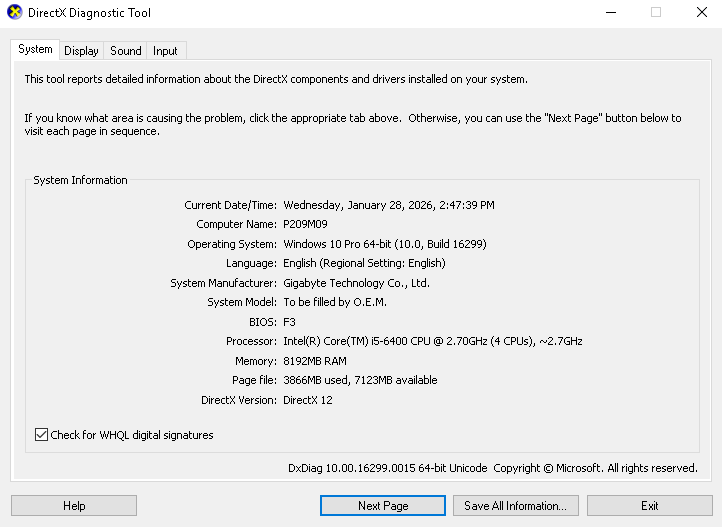 DirectX Diagnostic Tool
System Display Sound Input
This tool reports detailed information about the DirectX components and drivers installed on your system.
If you know what area is causing the problem, click the appropriate tab above.  Otherwise, you can use the "Next Page" button below to
visit each page in sequence.
System Information
Current Date/Time: Wednesday, January 28, 2026, 2:47:39 PM
Computer Name: P209M09
Operating System: Windows 10 Pro 64-bit (10.0, Build 16299)
Language: English (Regional Setting: English)
System Manufacturer: Gigabyte Technology Co., Ltd.
System Model: To be filled by O.E.M.
BIOS: F3
Processor: Intel(R) Core(TM) i5-6400 CPU @ 2.70GHz (4 CPUs), ~2.7GHz
Memory: 8192MB RAM
Page file: 3866MB used, 7123MB available
DirectX Version: DirectX 12
Check for WHQL digital signatures
DxDiag 10.00.16299.0015 64-bit Unicode  Copyright © Microsoft. All rights reserved.
Help Next Page Save All Information... Exit